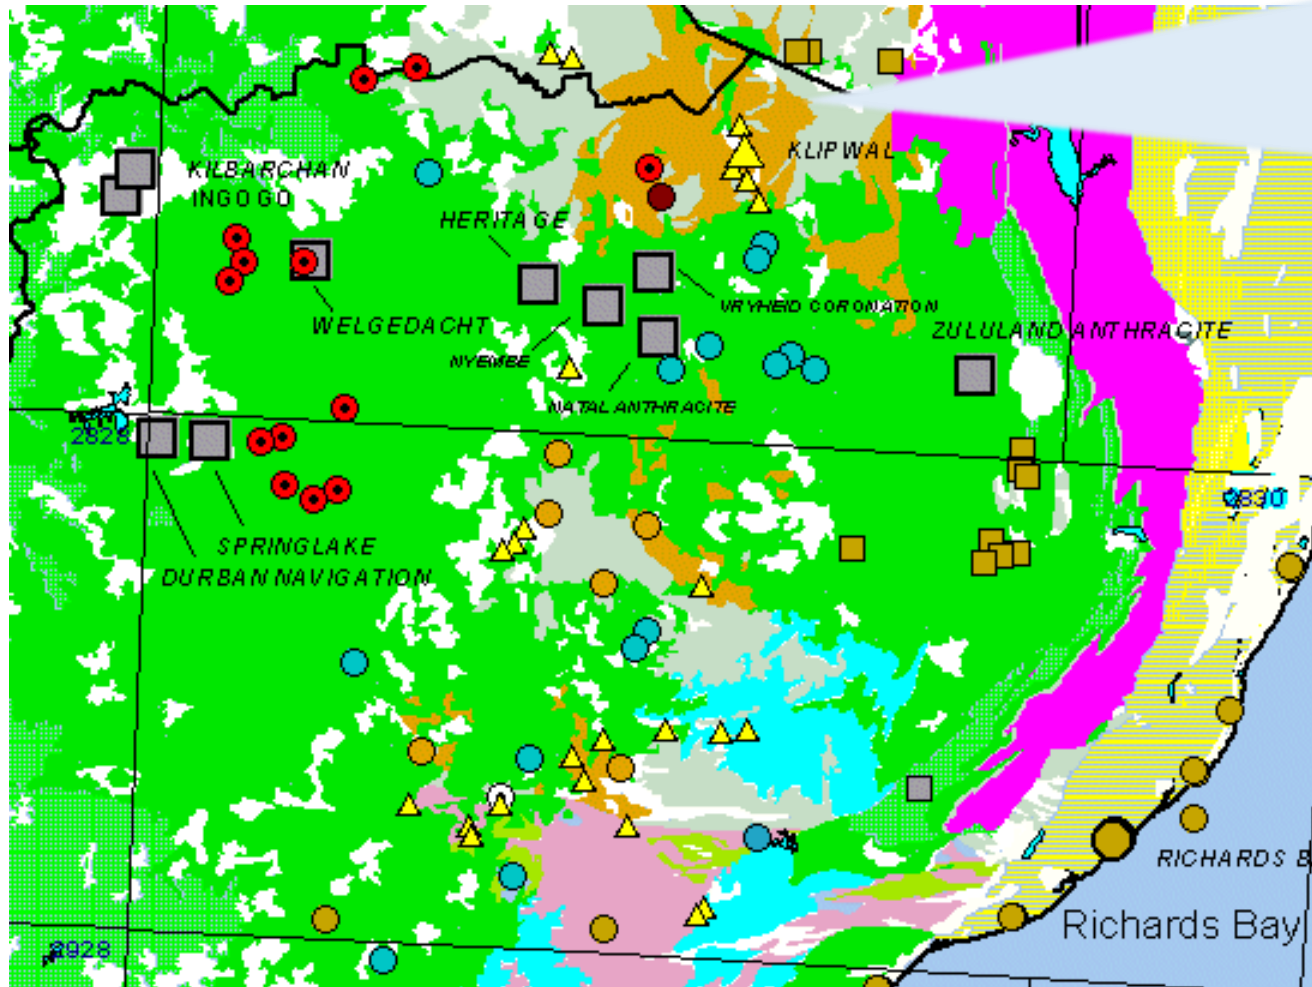 KLIPWAL
KILBARCHAN
INGOGO
HERITAGE
VRYHEID CORONATION
WELGEDACHT
ZULULAND ANTHRACITE
NYEMBE
NATAL ANTHRACITE
2828
2830
SPRINGLAKE
DURBAN NAVIGATION
RICHARDS B
Richards Bay
2928